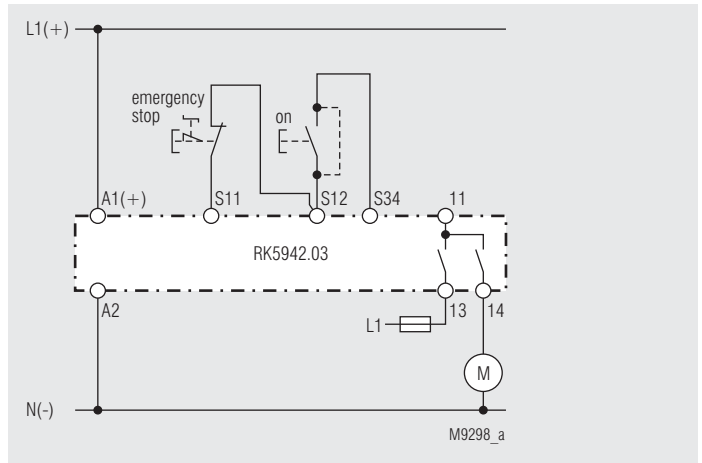 L1(+)
emergency
stop
on
A1(+)
S11
S12
S34
11
RK5942.03
A2
13
14
L1
M
N(-)
M9298_a